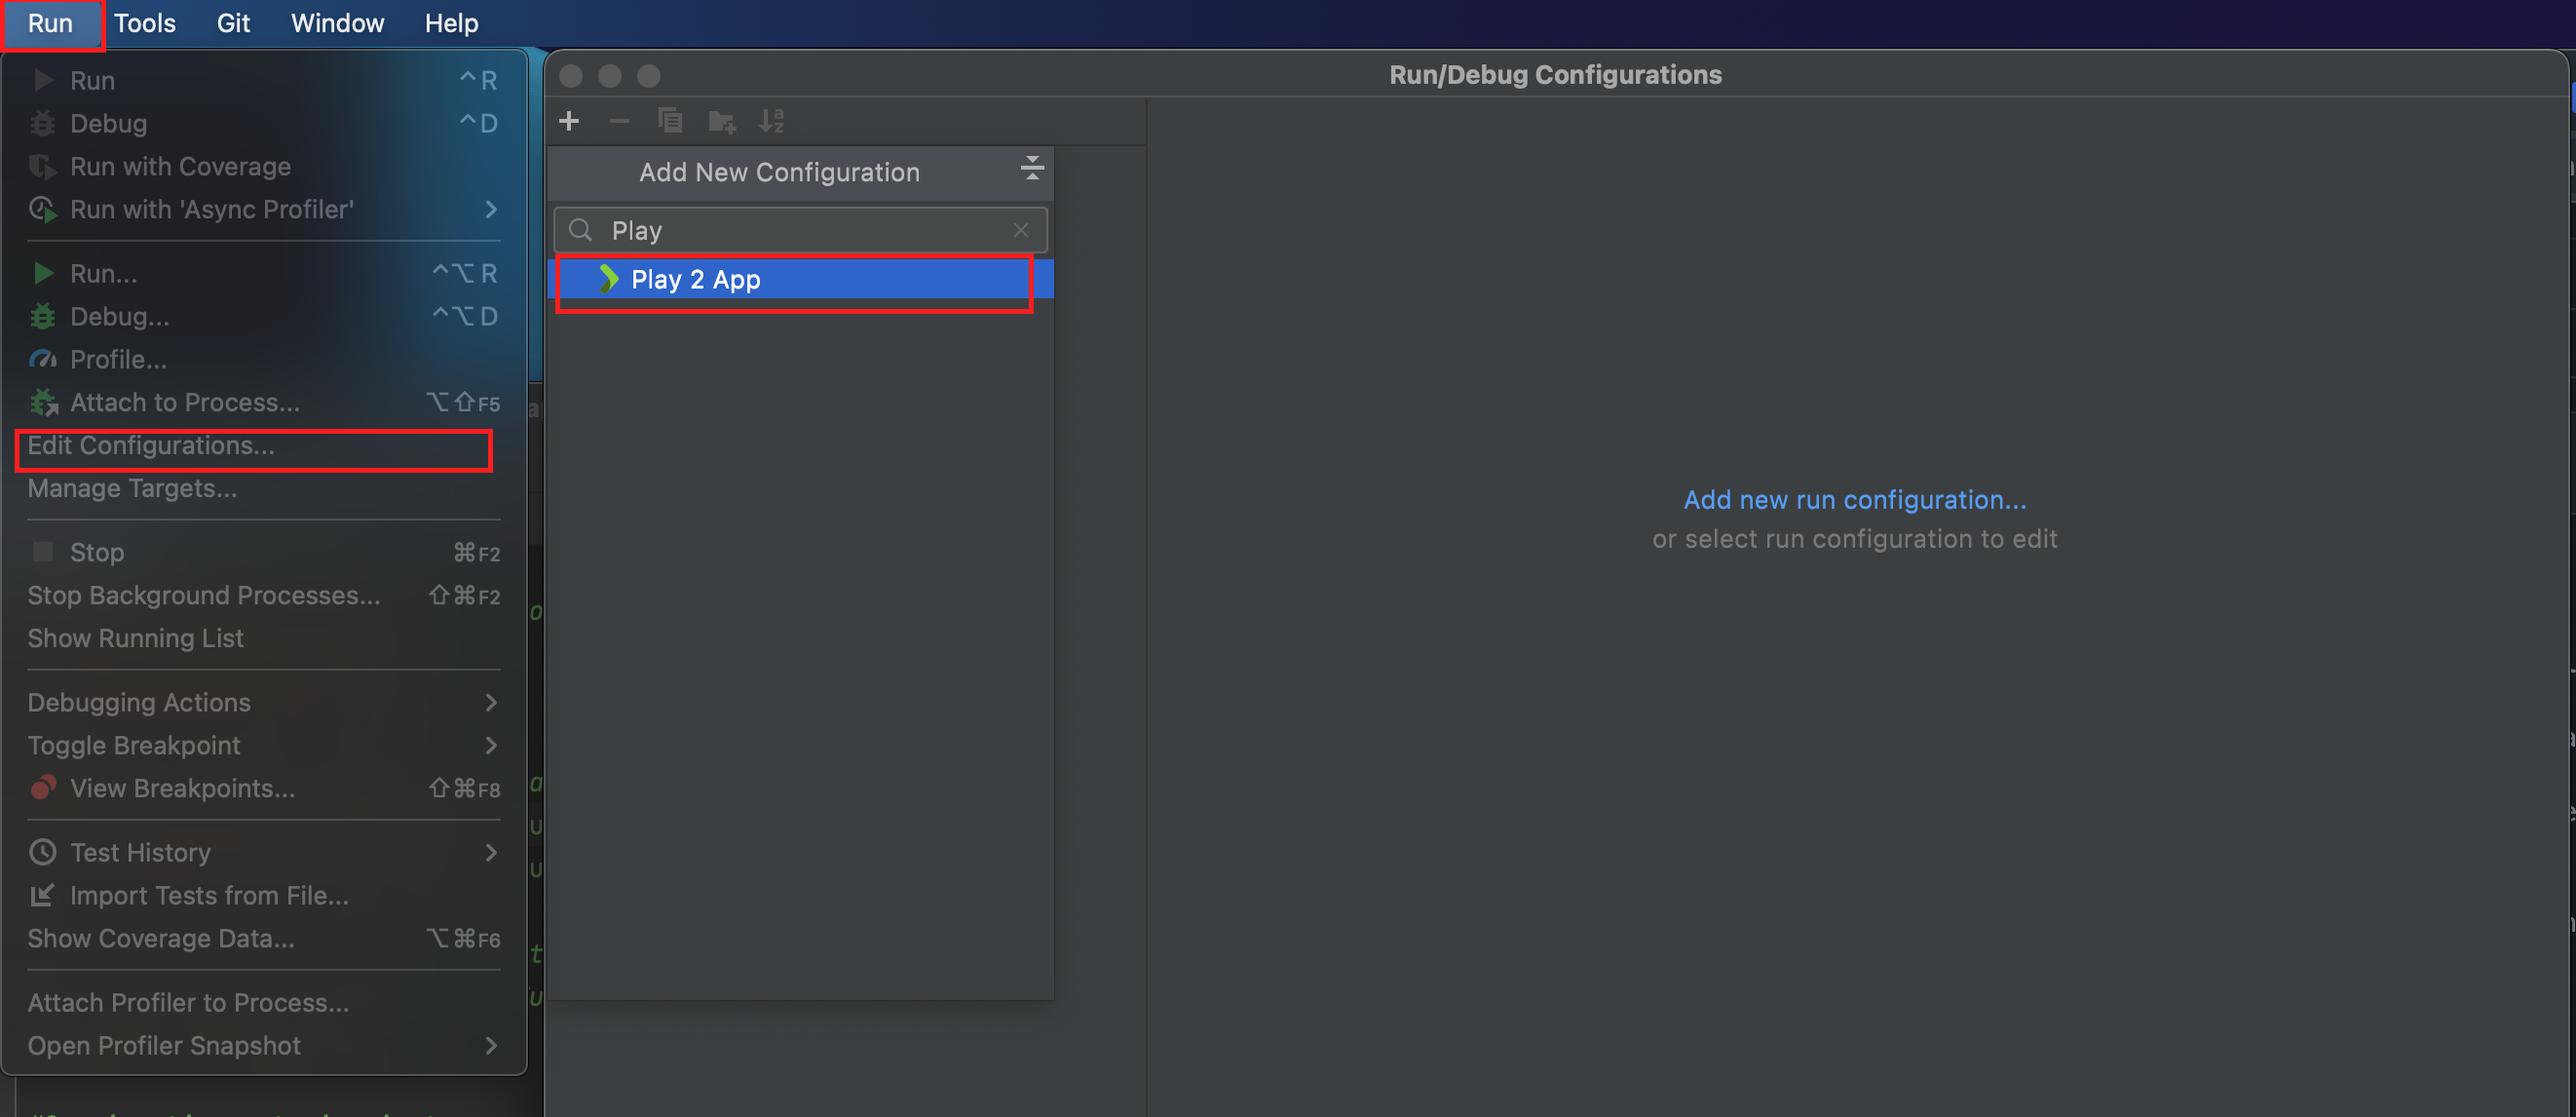 Run Tools Git Window Help
Run ^R
Debug ^D
Run with Coverage
Run with 'Async Profiler'
Run... ^⌥R
Debug... ^⌥D
Profile...
Attach to Process... ⌥⇧F5
Edit Configurations...
Manage Targets...
Stop ⌘F2
Stop Background Processes... ⇧⌘F2
Show Running List
Debugging Actions
Toggle Breakpoint
View Breakpoints... ⇧⌘F8
Test History
Import Tests from File...
Show Coverage Data... ⌥⌘F6
Attach Profiler to Process...
Open Profiler Snapshot
Run/Debug Configurations
Add New Configuration
Play
Play 2 App
Add new run configuration...
or select run configuration to edit